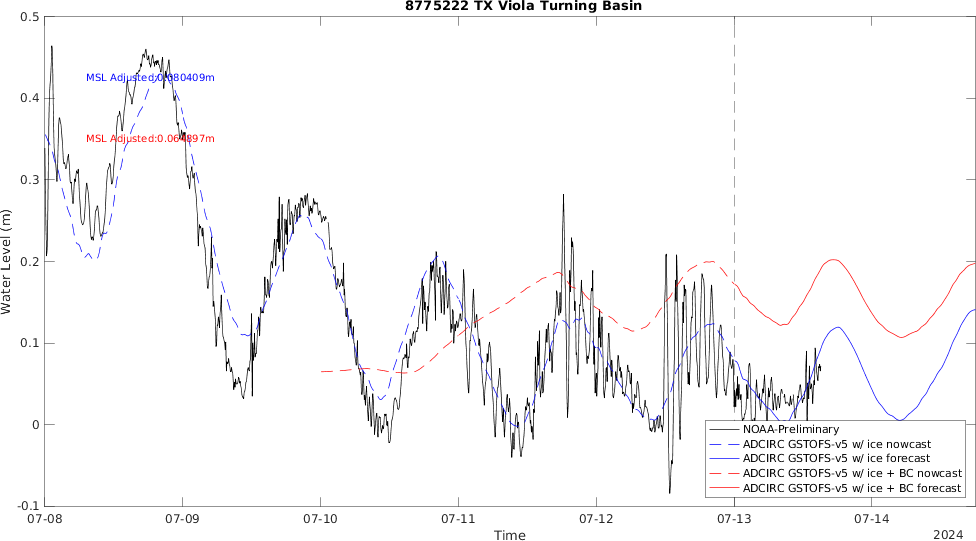 8775222 TX Viola Turning Basin
0.5
0.4
0.3
0.2
0.1
0
-0.1
Water Level (m)
MSL Adjusted:0.080409m
MSL Adjusted:0.064897m
NOAA-Preliminary
ADCIRC GSTOFS-v5 w/ ice nowcast
ADCIRC GSTOFS-v5 w/ ice forecast
ADCIRC GSTOFS-v5 w/ ice + BC nowcast
ADCIRC GSTOFS-v5 w/ ice + BC forecast
07-08 07-09 07-10 07-11 07-12 07-13 07-14
Time
2024